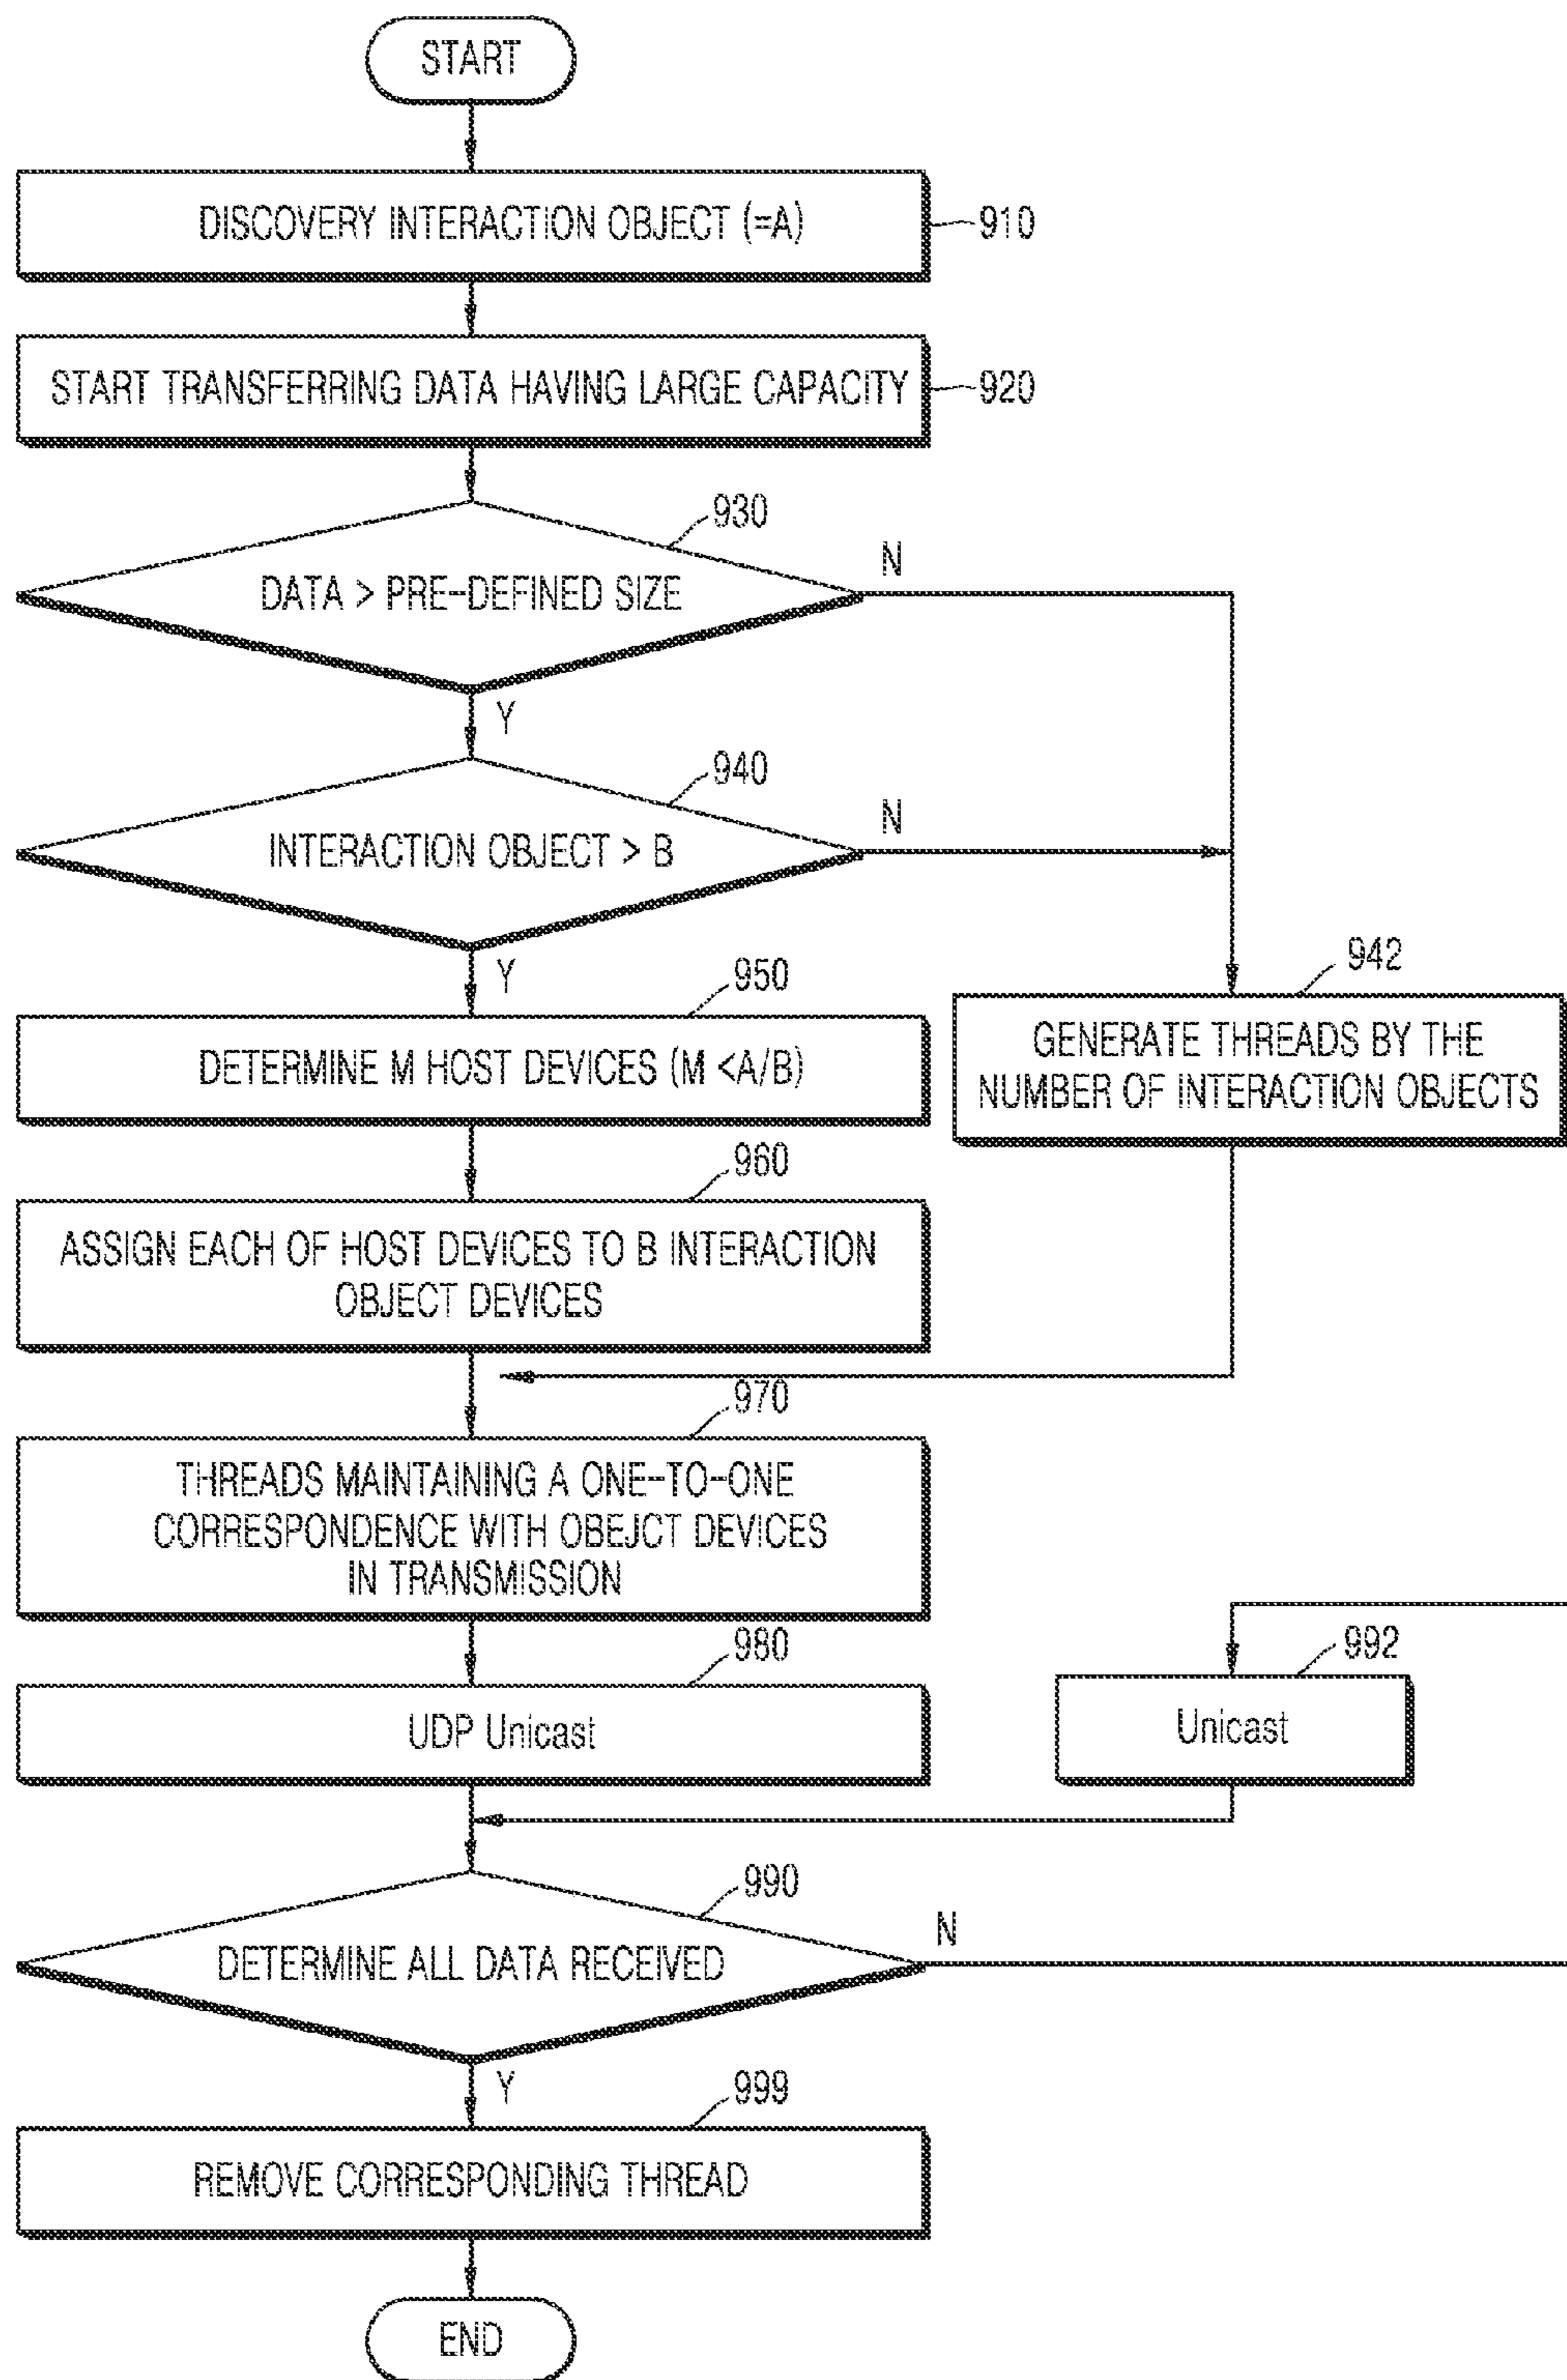 START
DISCOVERY INTERACTION OBJECT (=A)
910
START TRANSFERRING DATA HAVING LARGE CAPACITY
920
930
DATA > PRE-DEFINED SIZE
N
Y
940
INTERACTION OBJECT > B
N
Y
950
DETERMINE M HOST DEVICES (M <A/B)
942
GENERATE THREADS BY THE
NUMBER OF INTERACTION OBJECTS
960
ASSIGN EACH OF HOST DEVICES TO B INTERACTION
OBJECT DEVICES
970
THREADS MAINTAINING A ONE-TO-ONE
CORRESPONDENCE WITH OBEJCT DEVICES
IN TRANSMISSION
980
UDP Unicast
992
Unicast
990
DETERMINE ALL DATA RECEIVED
N
Y
999
REMOVE CORRESPONDING THREAD
END